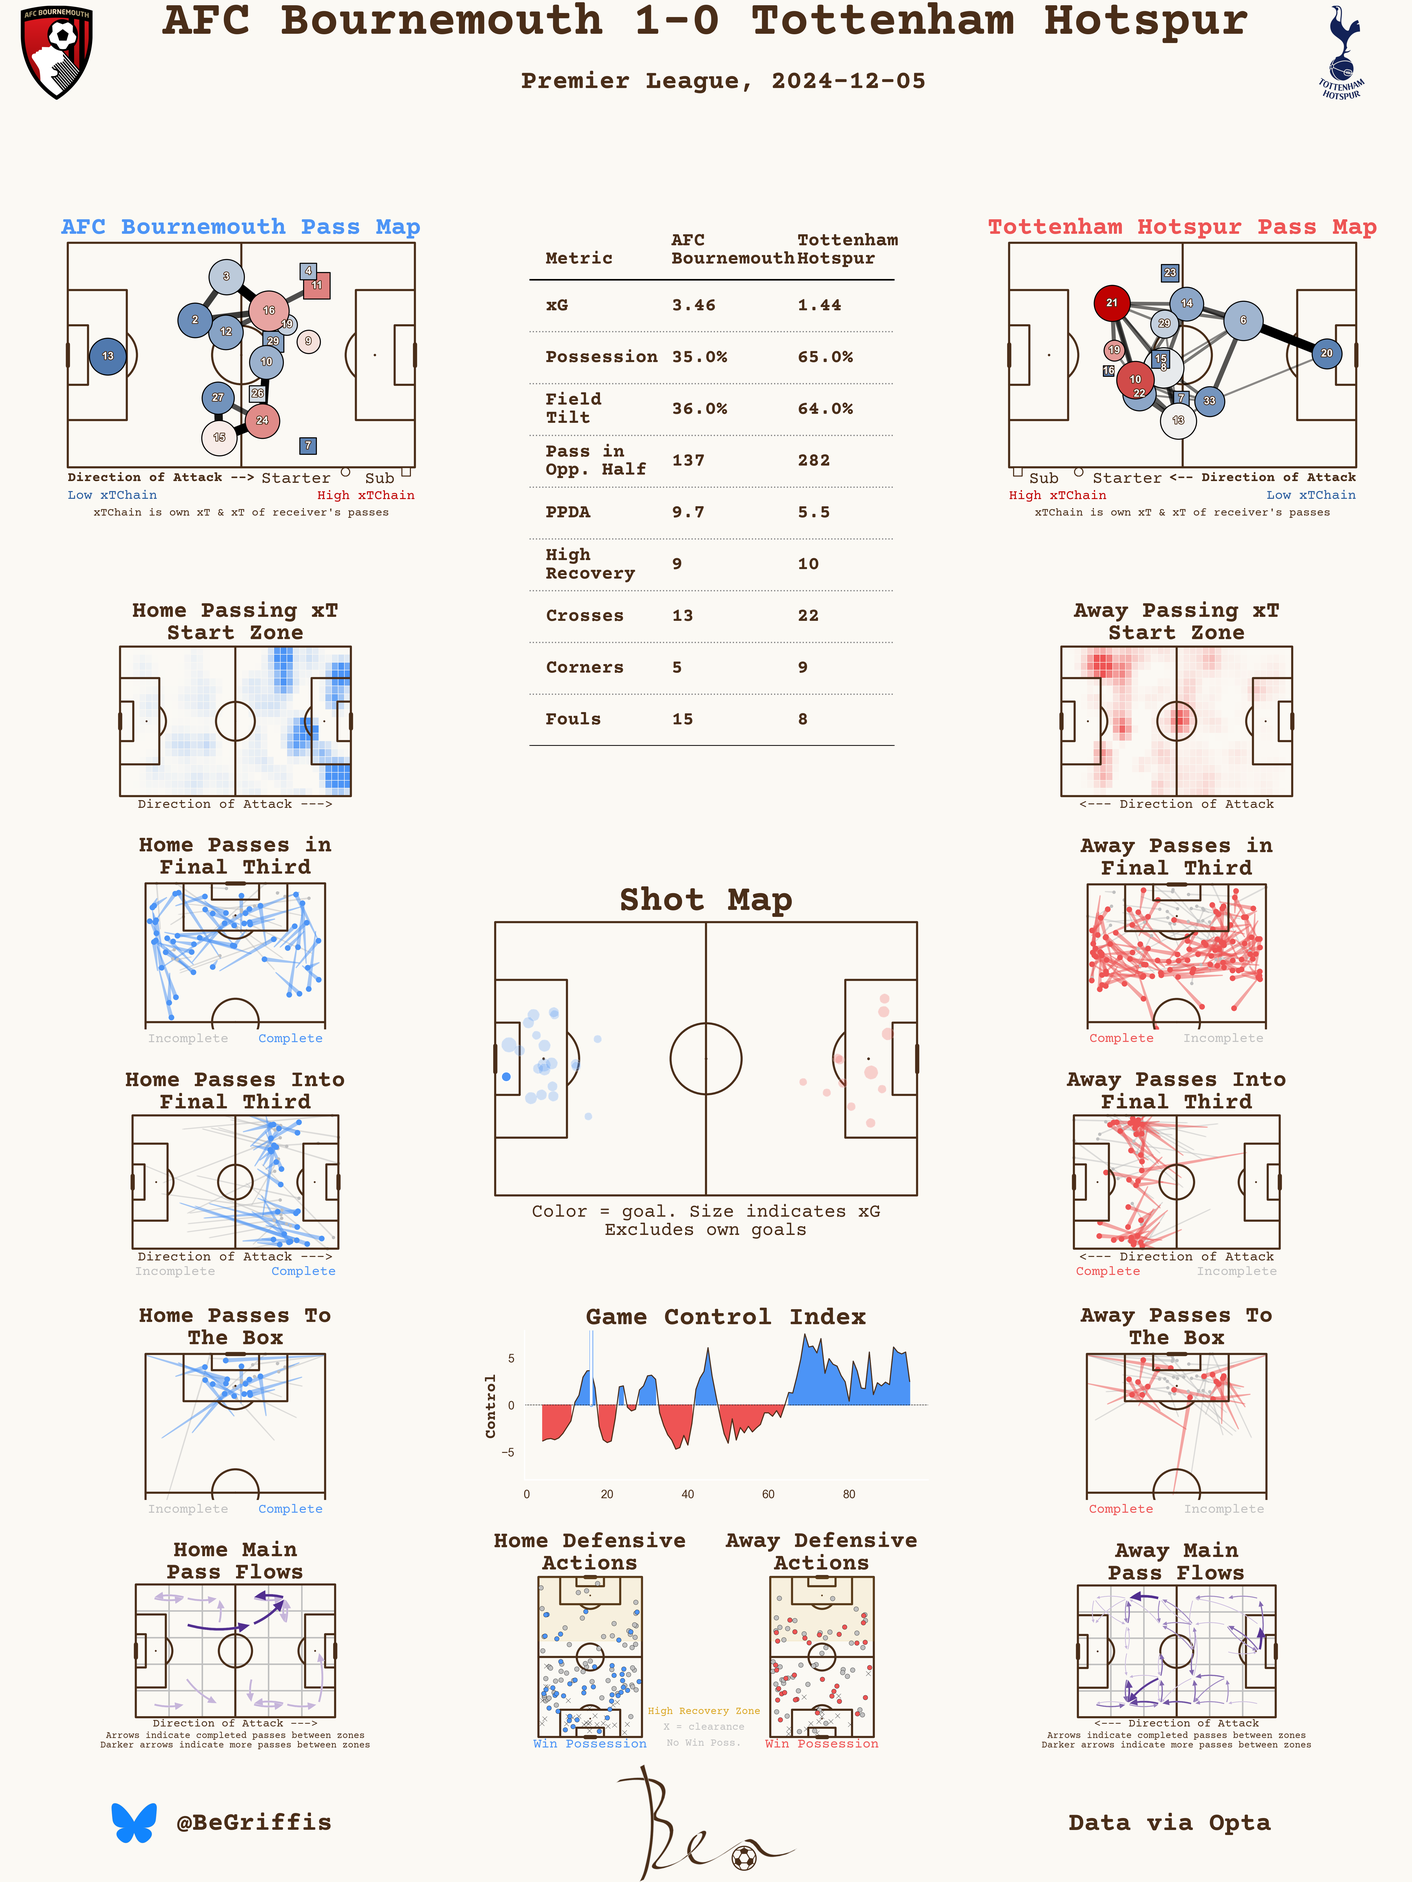 AFC Bournemouth 1-0 Tottenham Hotspur
Premier League, 2024-12-05
AFC BOURNEMOUTH
TOTTENHAM
HOTSPUR
AFC Bournemouth Pass Map
3
4
11
2
16
12
19
29
9
13
10
27
26
24
15
7
Direction of Attack --> Starter Sub
Low xTChain High xTChain
xTChain is own xT & xT of receiver's passes
Metric AFC Bournemouth Tottenham Hotspur
xG 3.46 1.44
Possession 35.0% 65.0%
Field Tilt 36.0% 64.0%
Pass in Opp. Half 137 282
PPDA 9.7 5.5
High Recovery 9 10
Crosses 13 22
Corners 5 9
Fouls 15 8
Tottenham Hotspur Pass Map
23
21
14
29
6
19
15
20
16
8
10
22
7
33
13
Sub Starter <-- Direction of Attack
High xTChain Low xTChain
xTChain is own xT & xT of receiver's passes
Home Passing xT
Start Zone
Direction of Attack --->
Away Passing xT
Start Zone
<--- Direction of Attack
Home Passes in
Final Third
Incomplete Complete
Away Passes in
Final Third
Complete Incomplete
Shot Map
Color = goal. Size indicates xG
Excludes own goals
Home Passes Into
Final Third
Direction of Attack --->
Incomplete Complete
Away Passes Into
Final Third
<--- Direction of Attack
Complete Incomplete
Home Passes To
The Box
Incomplete Complete
Game Control Index
Control
5
0
−5
0 20 40 60 80
Away Passes To
The Box
Complete Incomplete
Home Main
Pass Flows
Direction of Attack --->
Arrows indicate completed passes between zones
Darker arrows indicate more passes between zones
Home Defensive
Actions
Win Possession
High Recovery Zone
X = clearance
No Win Poss.
Away Defensive
Actions
Win Possession
Away Main
Pass Flows
<--- Direction of Attack
Arrows indicate completed passes between zones
Darker arrows indicate more passes between zones
@BeGriffis
Ben
Data via Opta